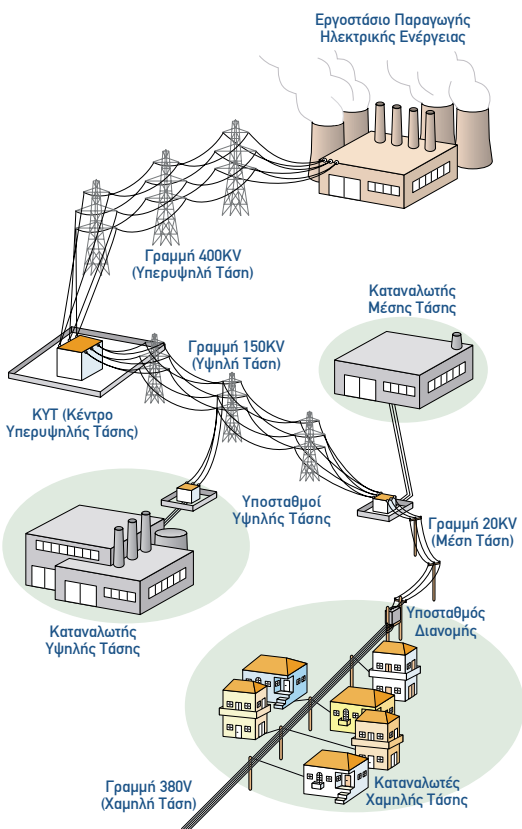 Εργοστάσιο Παραγωγής
Ηλεκτρικής Ενέργειας
Γραμμή 400KV
(Υπερυψηλή Τάση)
Καταναλωτής
Μέσης Τάσης
Γραμμή 150KV
(Υψηλή Τάση)
ΚΥΤ (Κέντρο
Υπερυψηλής Τάσης)
Υποσταθμοί
Υψηλής Τάσης
Γραμμή 20KV
(Μέση Τάση)
Καταναλωτής
Υψηλής Τάσης
Υποσταθμός
Διανομής
Γραμμή 380V
(Χαμηλή Τάση)
Καταναλωτές
Χαμηλής Τάσης